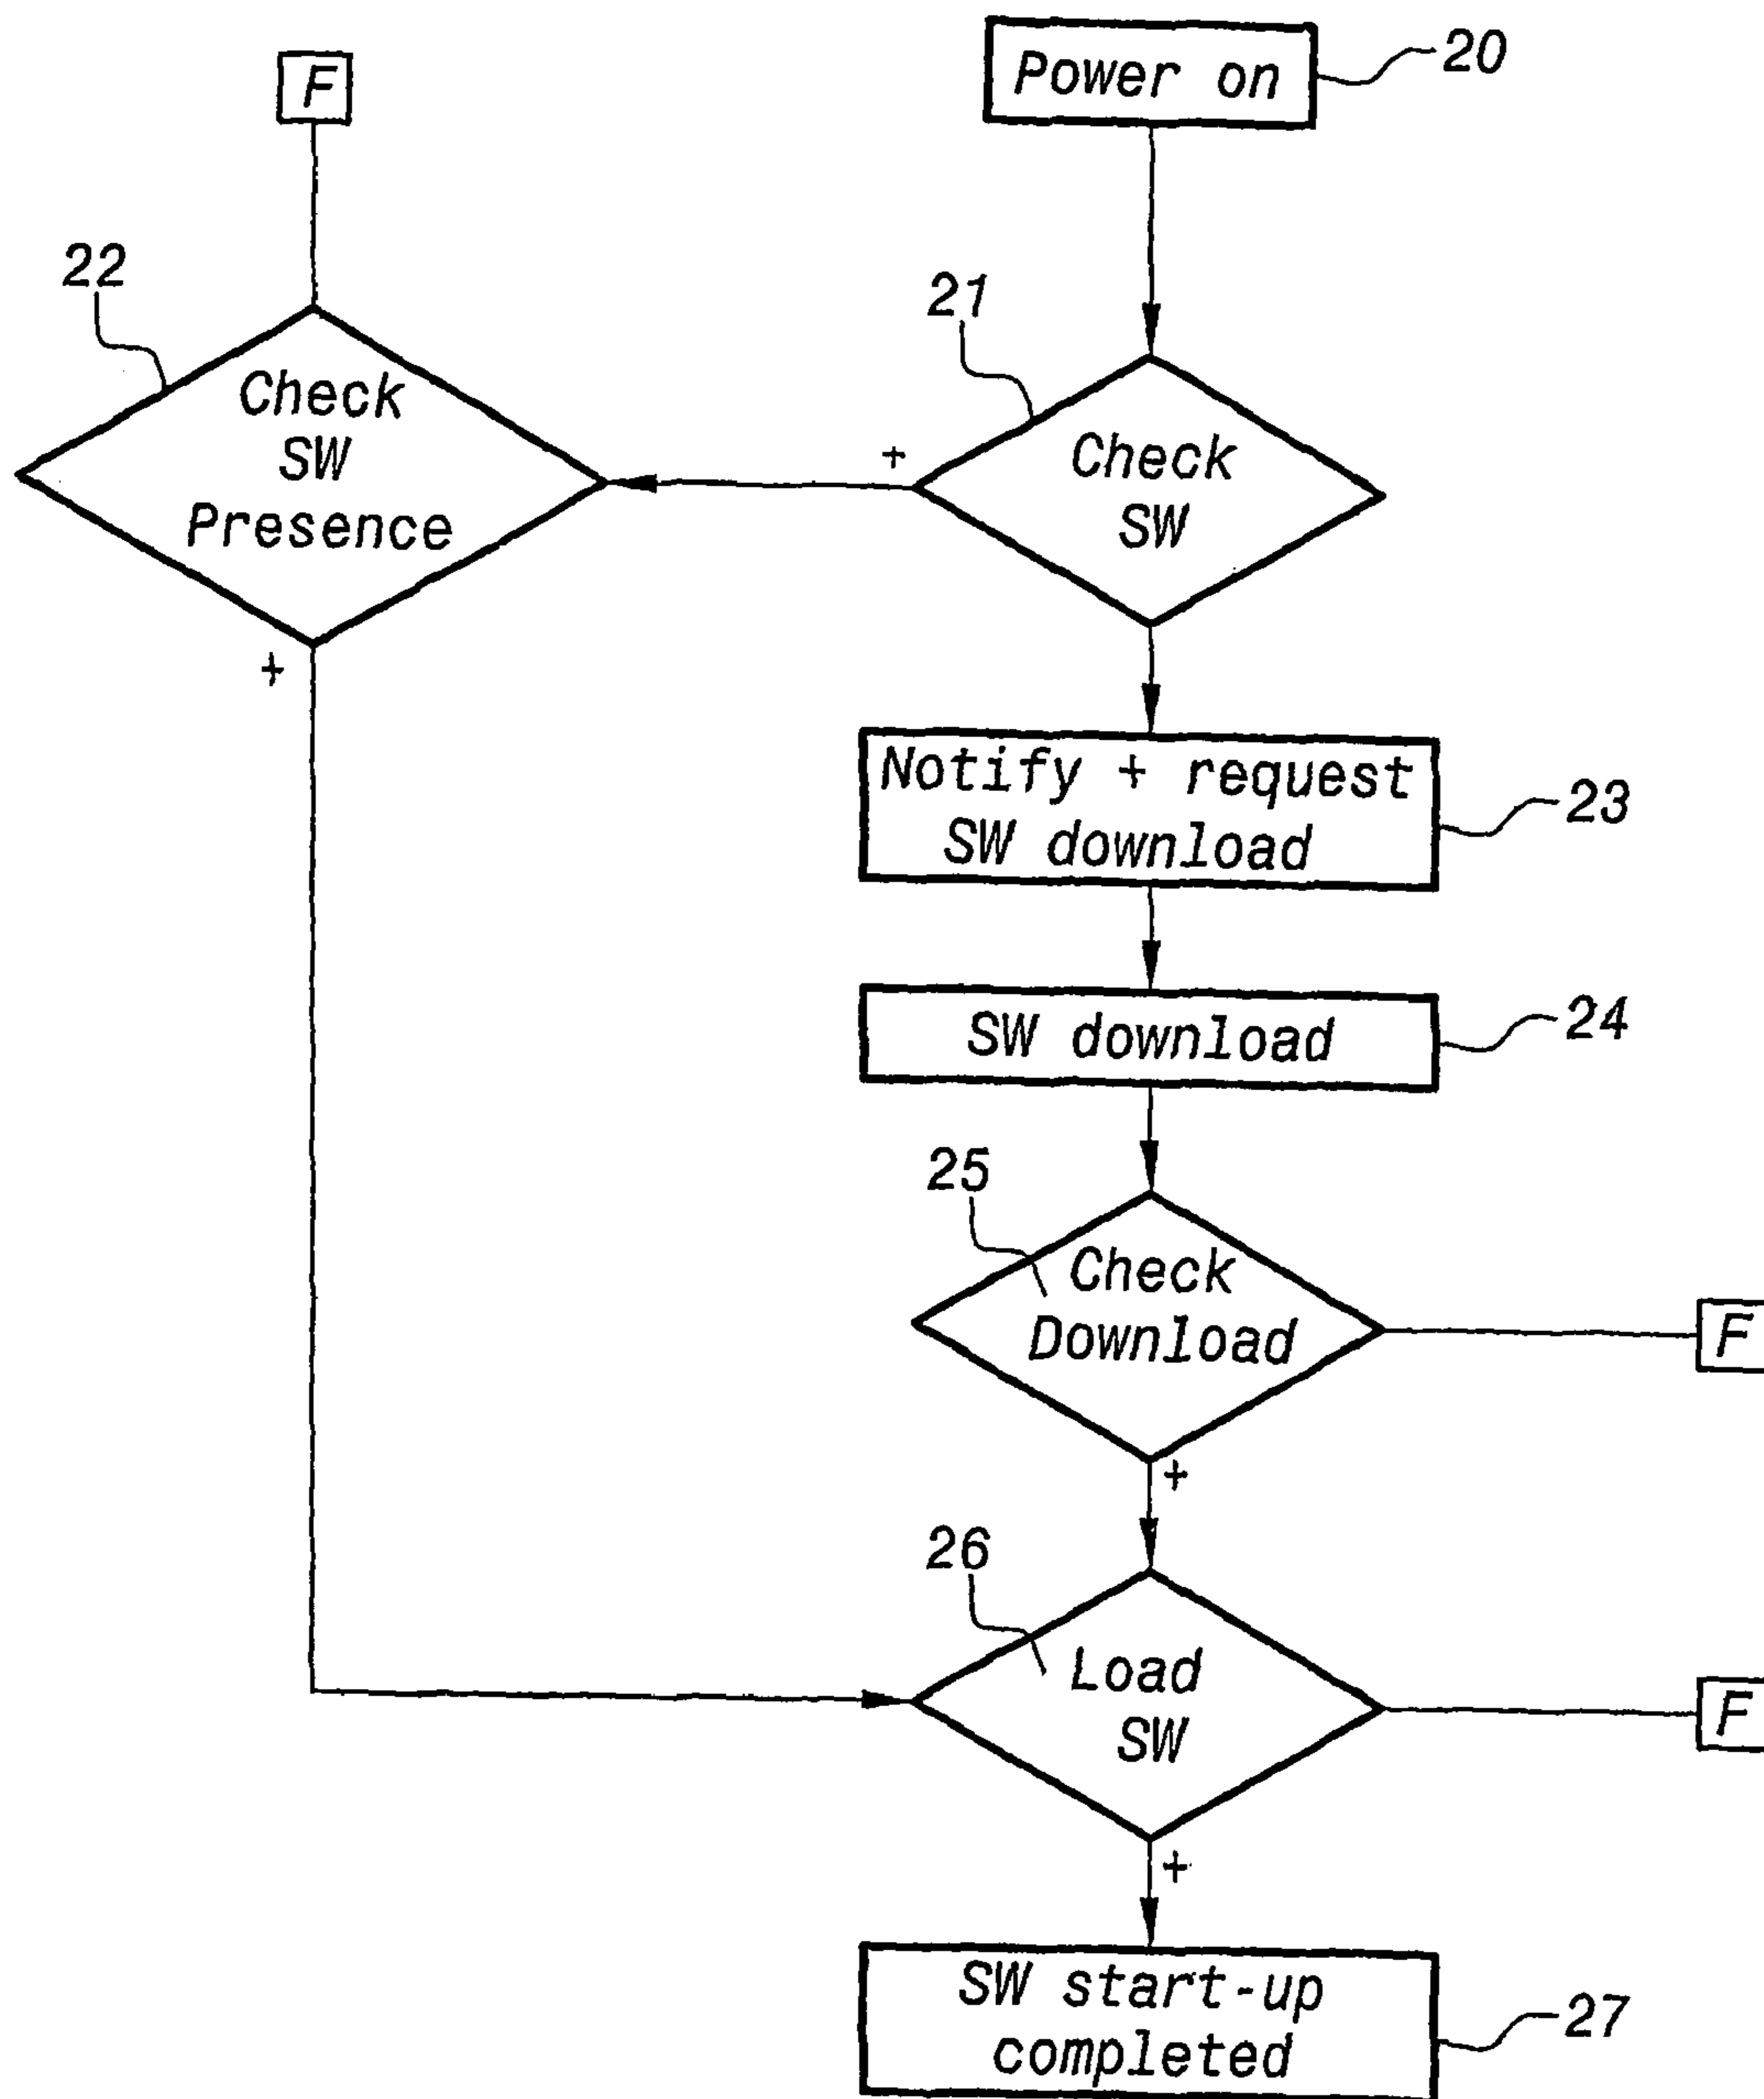 Power on
20
F
22
21
Check
SW
Presence
+
Check
SW
+
Notify + request
SW download
23
SW download
24
25
Check
Download
F
+
26
Load
SW
F
+
SW start-up
completed
27